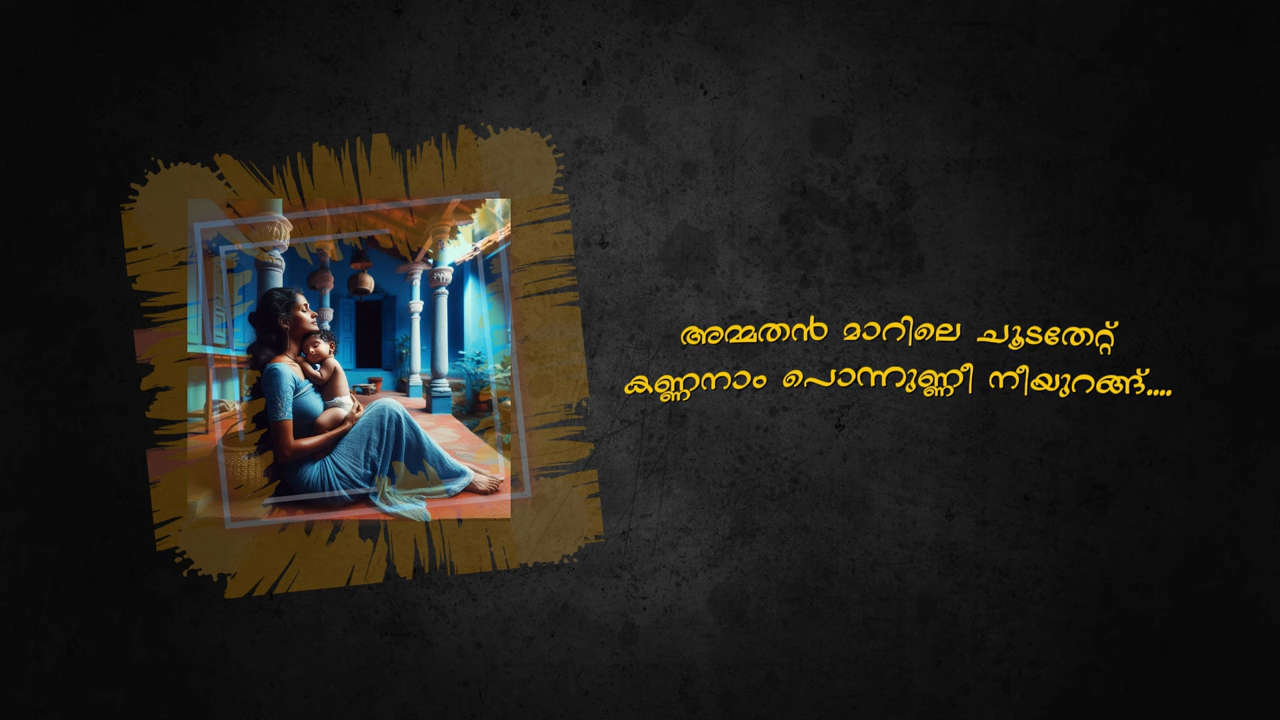 അമ്മതൻ മാറിലെ ചൂടതേറ്റ്
കണ്ണനാം പൊന്നുണ്ണീ നീയുറങ്ങ്....